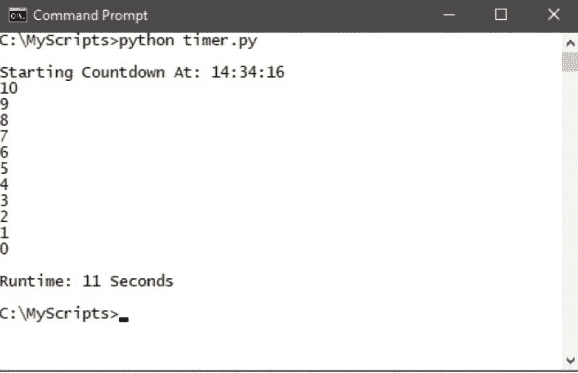 Command Prompt
C:\MyScripts>python timer.py
Starting Countdown At: 14:34:16
10
9
8
7
6
5
4
3
2
1
0
Runtime: 11 Seconds
C:\MyScripts>